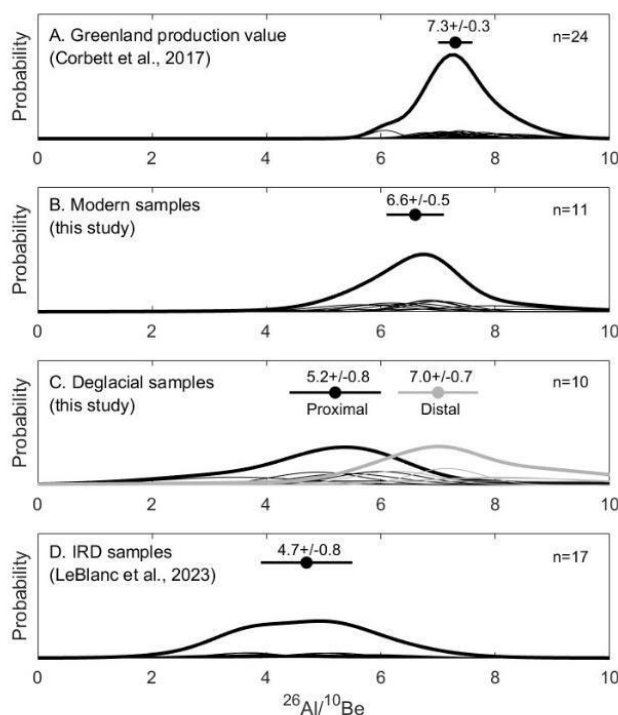 A. Greenland production value
(Corbett et al., 2017)
7.3+/-0.3
n=24
Probability
0 2 4 6 8 10
B. Modern samples
(this study)
6.6+/-0.5
n=11
Probability
0 2 4 6 8 10
C. Deglacial samples
(this study)
5.2+/-0.8
Proximal
7.0+/-0.7
Distal
n=10
Probability
0 2 4 6 8 10
D. IRD samples
(LeBlanc et al., 2023)
4.7+/-0.8
n=17
Probability
0 2 4 6 8 10
²⁶Al/¹⁰Be